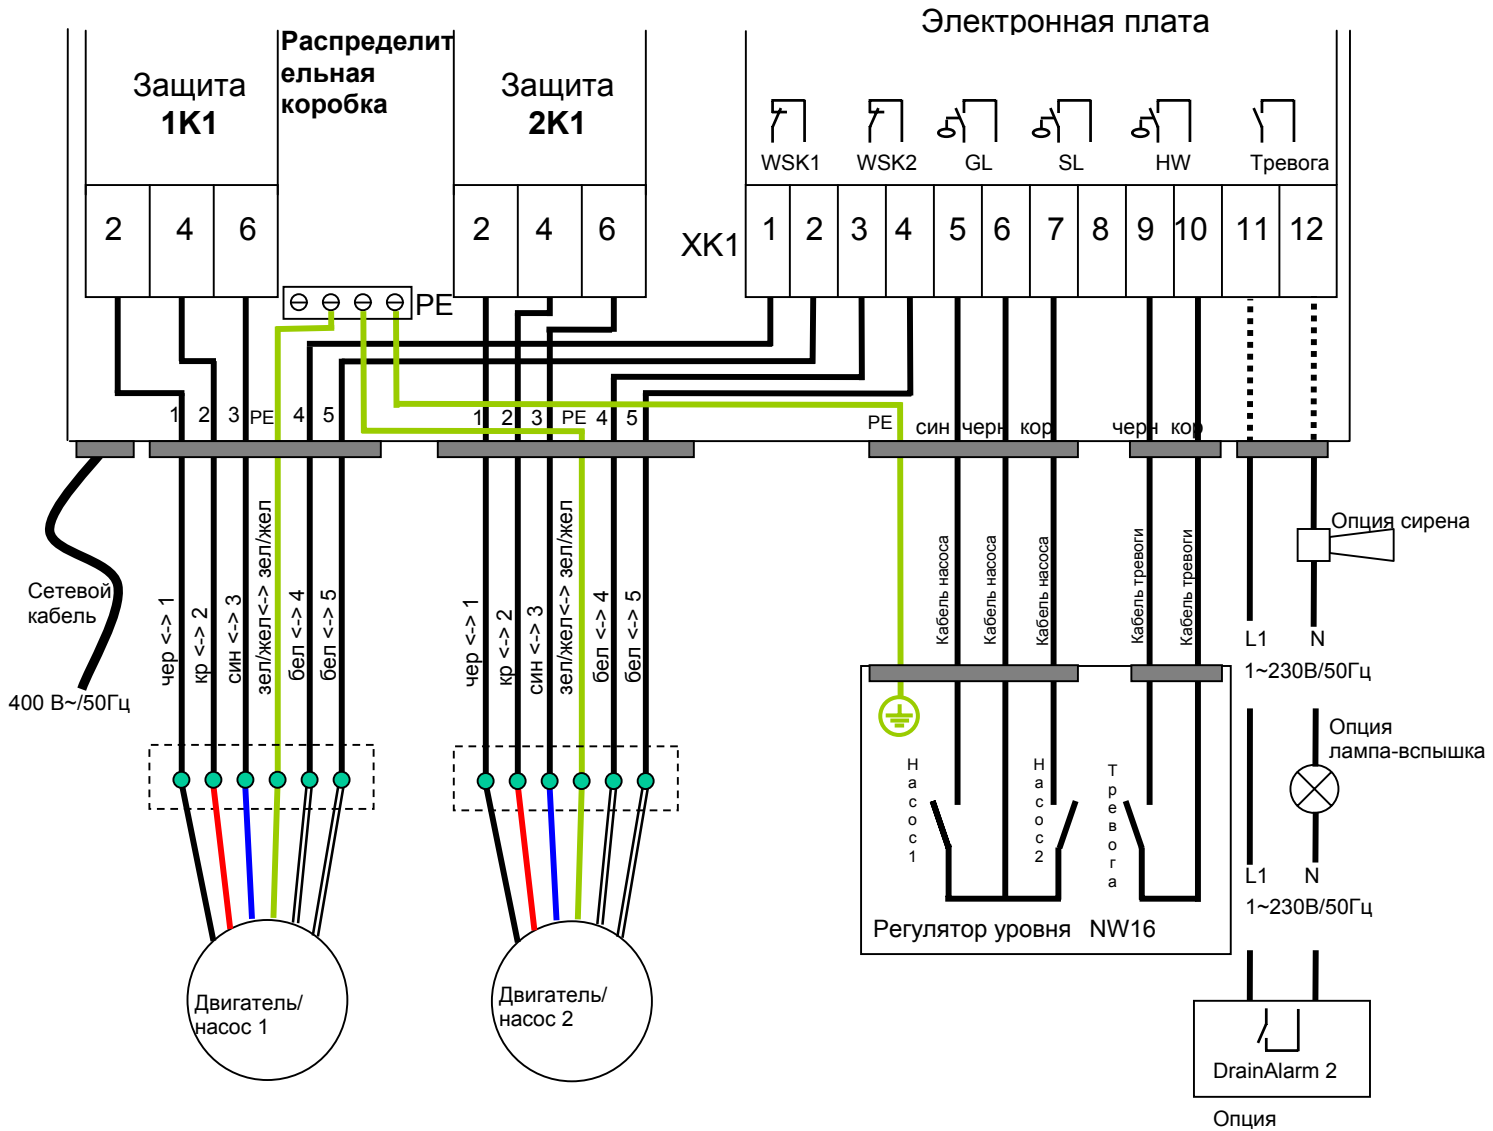 Электронная плата
Распределит
ельная
коробка
Защита
1K1
Защита
2K1
WSK1 WSK2 GL SL HW Тревога
2 4 6
2 4 6
XK1
1 2 3 4 5 6 7 8 9 10 11 12
PE
1 2 3 PE 4 5
1 2 3 PE 4 5
PE
син черн кор
черн кор
Сетевой
кабель
400 В~/50Гц
чер <-> 1
кр <-> 2
син <-> 3
зел/жел<-> зел/жел
бел <-> 4
бел <-> 5
чер <-> 1
кр <-> 2
син <-> 3
зел/жел<-> зел/жел
бел <-> 4
бел <-> 5
Кабель насоса
Кабель насоса
Кабель насоса
Кабель тревоги
Кабель тревоги
Опция сирена
L1 N
1~230В/50Гц
Опция
лампа-вспышка
Насос1
Насос2
Тревога
L1 N
1~230В/50Гц
Регулятор уровня NW16
Двигатель/
насос 1
Двигатель/
насос 2
DrainAlarm 2
Опция